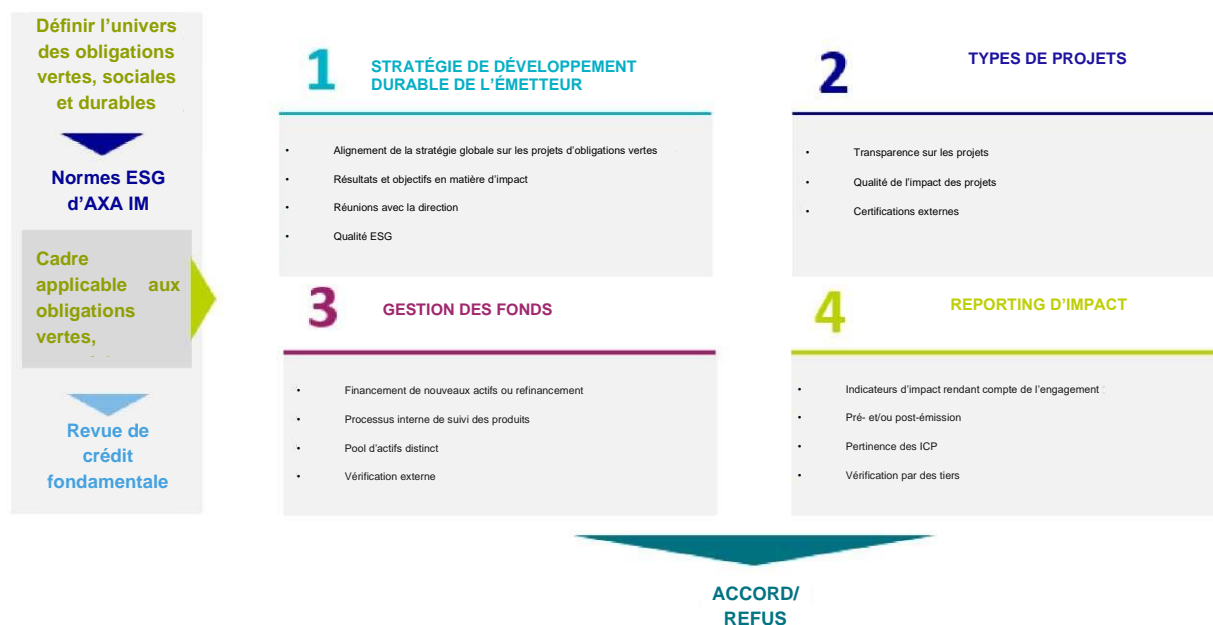 Définir l’univers
des obligations
vertes, sociales
et durables
Normes ESG
d’AXA IM
Cadre
applicable aux
obligations
vertes,
Revue de
crédit
fondamentale
1
STRATÉGIE DE DÉVELOPPEMENT
DURABLE DE L’ÉMETTEUR
• Alignement de la stratégie globale sur les projets d’obligations vertes
• Résultats et objectifs en matière d’impact
• Réunions avec la direction
• Qualité ESG
2
TYPES DE PROJETS
• Transparence sur les projets
• Qualité de l’impact des projets
• Certifications externes
3
GESTION DES FONDS
• Financement de nouveaux actifs ou refinancement
• Processus interne de suivi des produits
• Pool d’actifs distinct
• Vérification externe
4
REPORTING D’IMPACT
• Indicateurs d’impact rendant compte de l’engagement
• Pré- et/ou post-émission
• Pertinence des ICP
• Vérification par des tiers
ACCORD/
REFUS